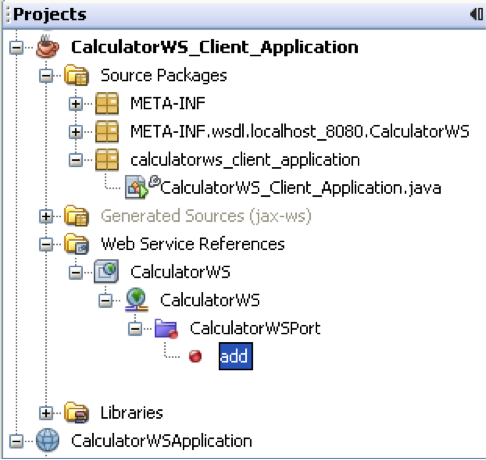 Projects
CalculatorWS_Client_Application
Source Packages
META-INF
META-INF.wsdl.localhost_8080.CalculatorWS
calculatorws_client_application
CalculatorWS_Client_Application.java
Generated Sources (jax-ws)
Web Service References
CalculatorWS
CalculatorWS
CalculatorWSPort
add
Libraries
CalculatorWSApplication